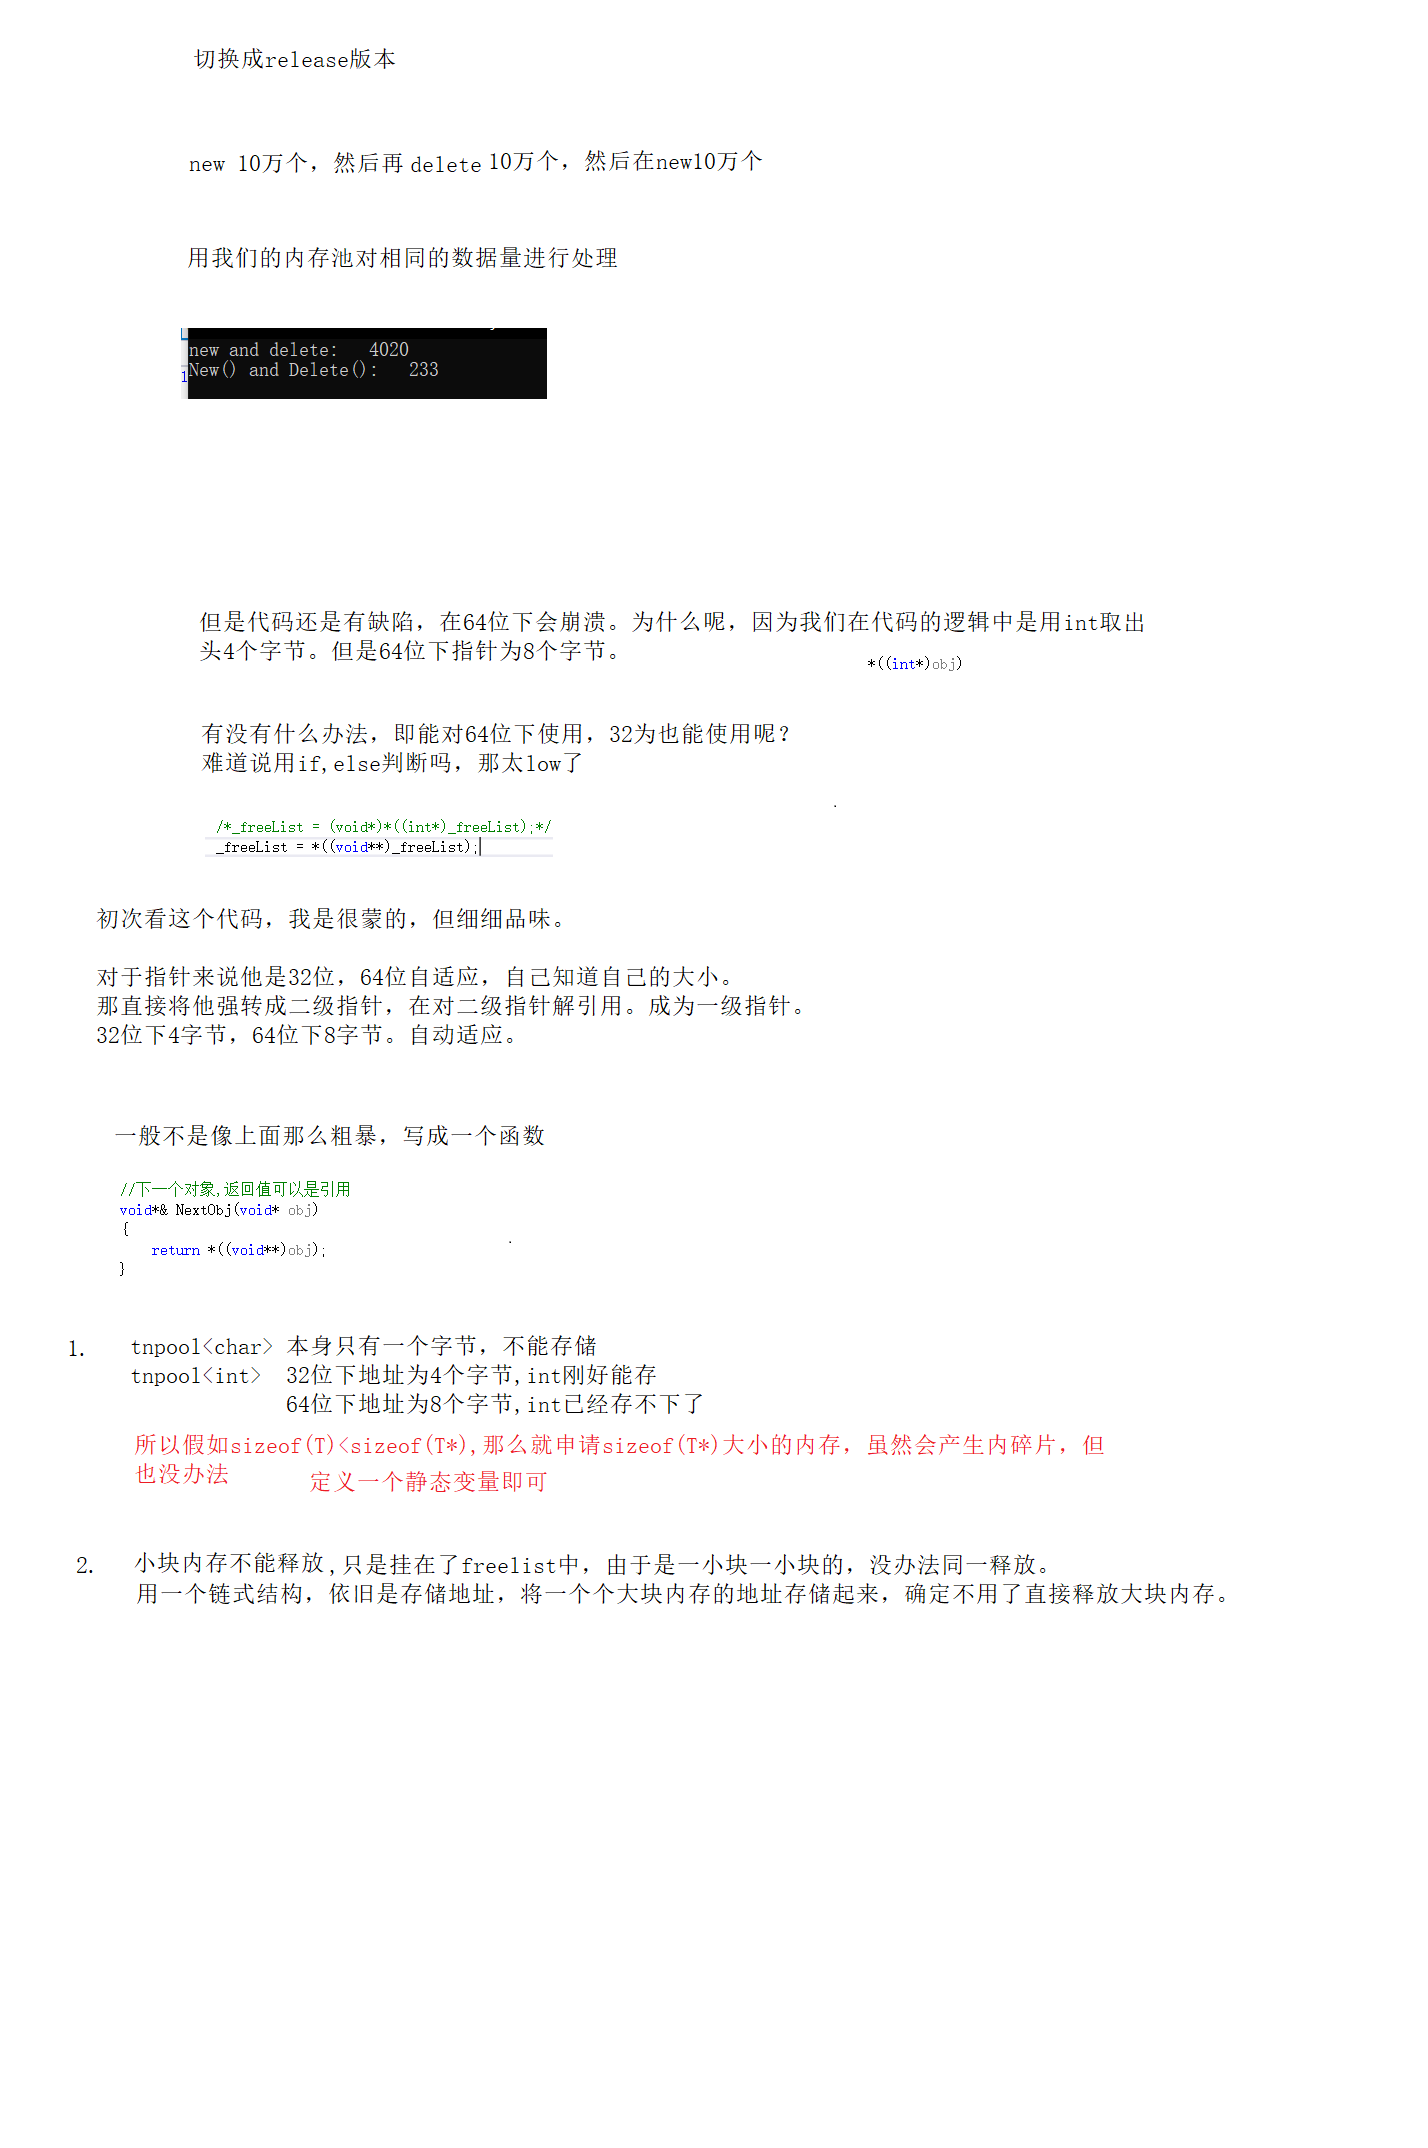 切换成release版本
new 10万个，然后再 delete 10万个，然后在new10万个
用我们的内存池对相同的数据量进行处理
new and delete:   4020
1New() and Delete():   233
但是代码还是有缺陷，在64位下会崩溃。为什么呢，因为我们在代码的逻辑中是用int取出
头4个字节。但是64位下指针为8个字节。
*((int*)obj)
有没有什么办法，即能对64位下使用，32为也能使用呢？
难道说用if,else判断吗，那太low了
/*_freeList = (void*)*((int*)_freeList);*/
_freeList = *((void**)_freeList);
初次看这个代码，我是很蒙的，但细细品味。
对于指针来说他是32位，64位自适应，自己知道自己的大小。
那直接将他强转成二级指针，在对二级指针解引用。成为一级指针。
32位下4字节，64位下8字节。自动适应。
一般不是像上面那么粗暴，写成一个函数
//下一个对象,返回值可以是引用
void*& NextObj(void* obj)
{
return *((void**)obj);
}
1. tnpool<char> 本身只有一个字节，不能存储
tnpool<int> 32位下地址为4个字节,int刚好能存
64位下地址为8个字节,int已经存不下了
所以假如sizeof(T)<sizeof(T*),那么就申请sizeof(T*)大小的内存，虽然会产生内碎片，但
也没办法 定义一个静态变量即可
2. 小块内存不能释放,只是挂在了freelist中，由于是一小块一小块的，没办法同一释放。
用一个链式结构，依旧是存储地址，将一个个大块内存的地址存储起来，确定不用了直接释放大块内存。